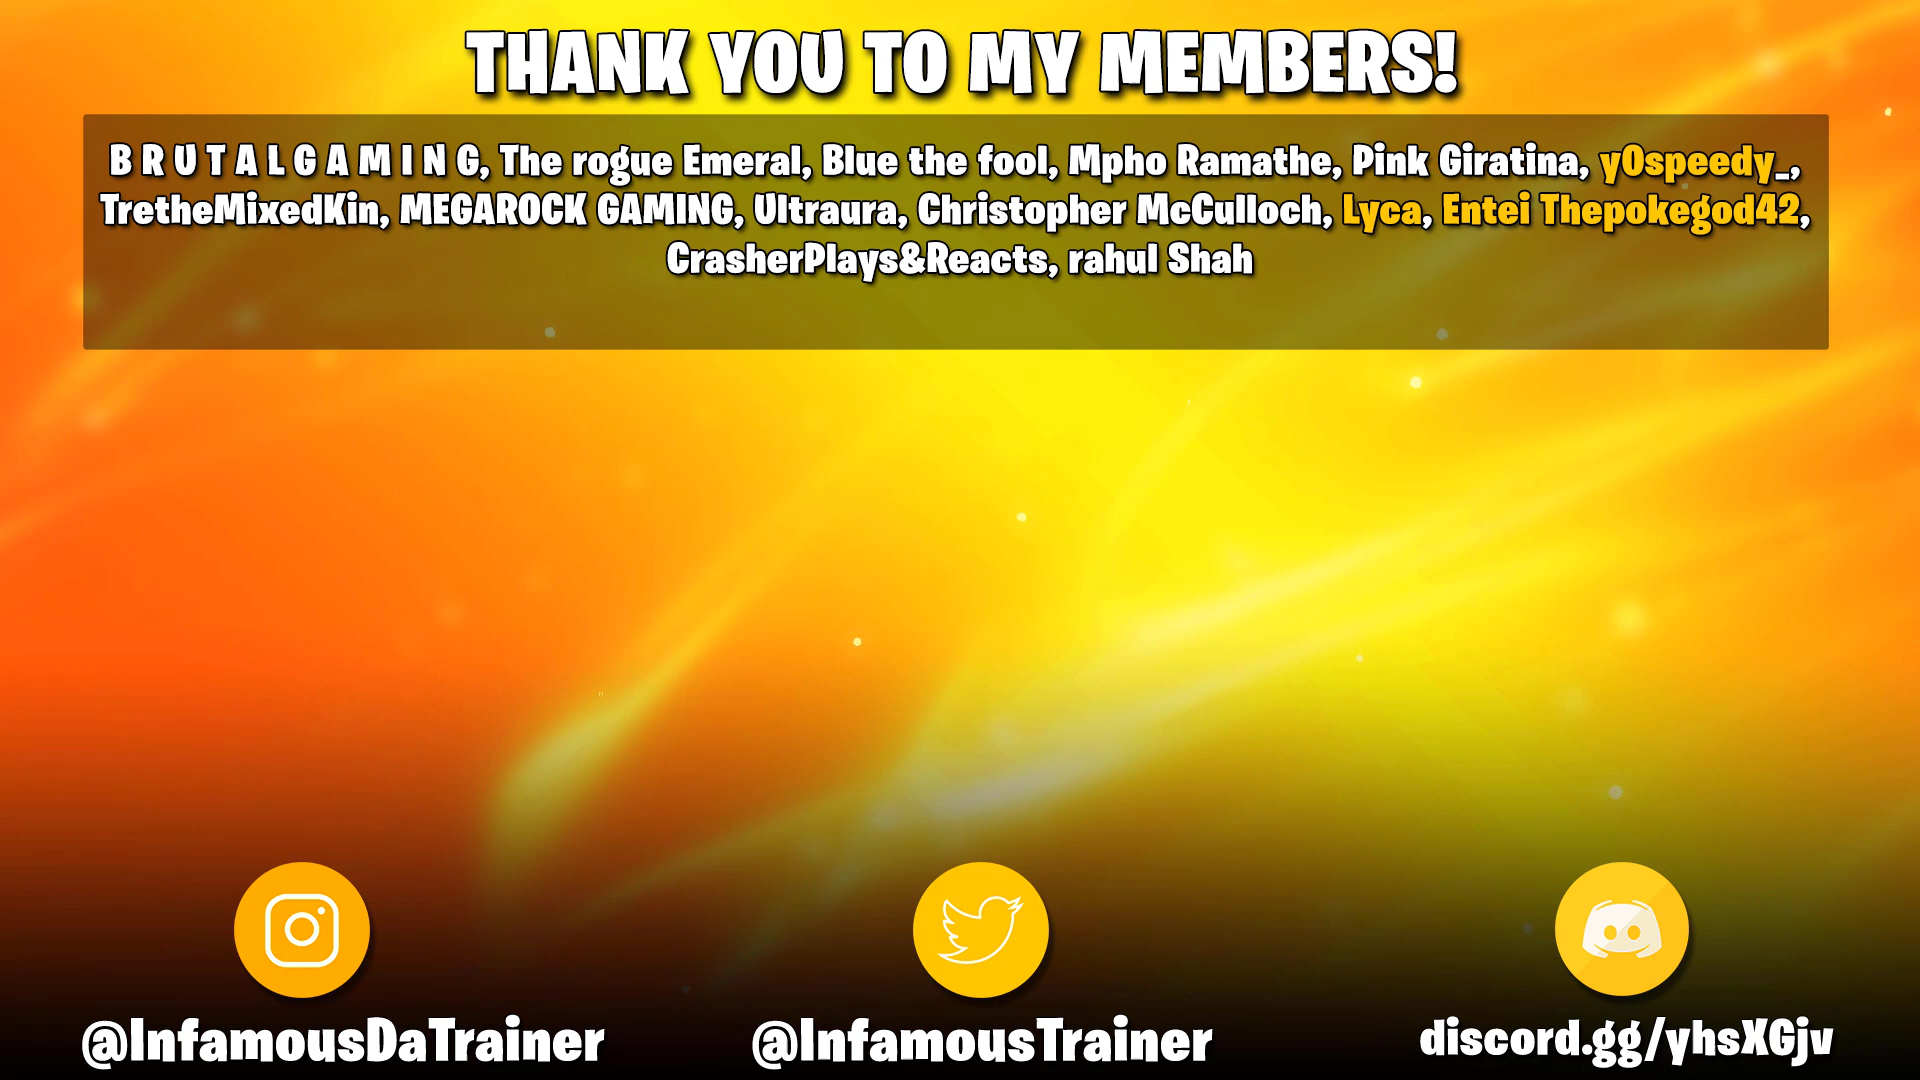 THANK YOU TO MY MEMBERS!
B R U T A L G A M I N G, The rogue Emeral, Blue the fool, Mpho Ramathe, Pink Giratina, y0speedy_,
TretheMixedKin, MEGAROCK GAMING, Ultraura, Christopher McCulloch, Lyca, Entei Thepokegod42,
CrasherPlays&Reacts, rahul Shah
@InfamousDaTrainer
@InfamousTrainer
discord.gg/yhsXGjv